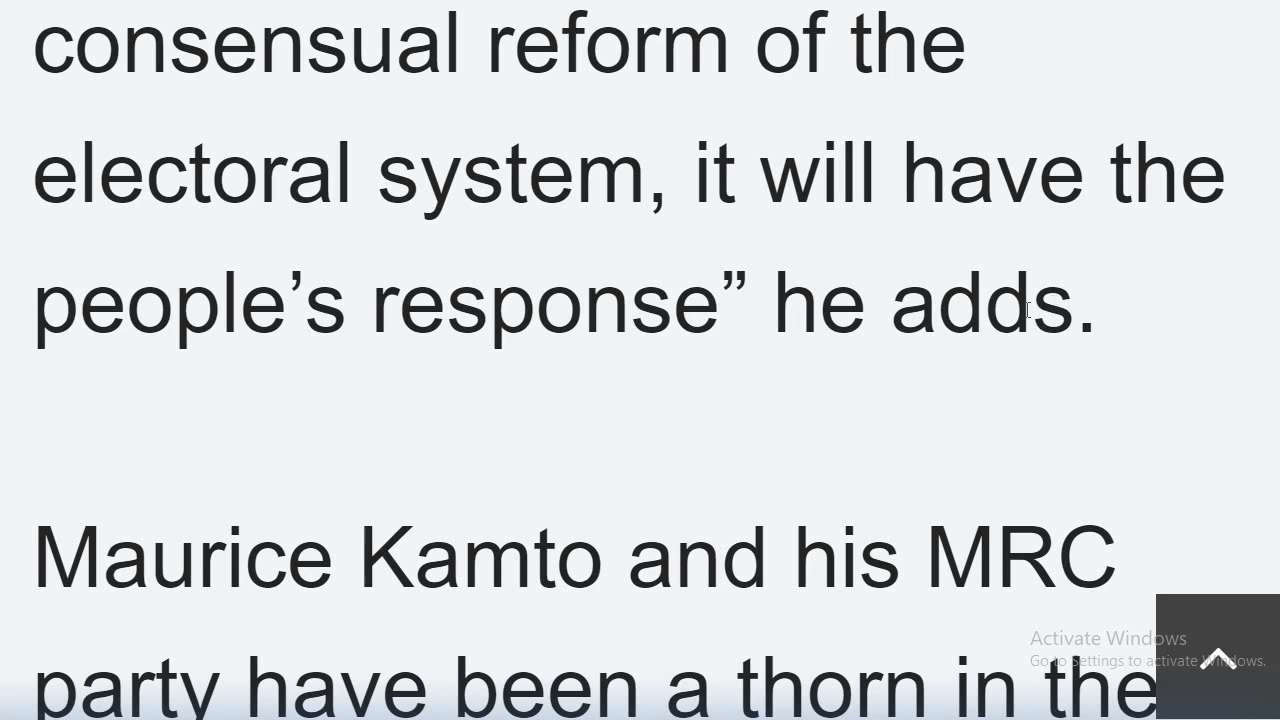 consensual reform of the
electoral system, it will have the
people’s response” he adds.
Maurice Kamto and his MRC
party have been a thorn in the
Activate Windows
Go to Settings to activate Windows.